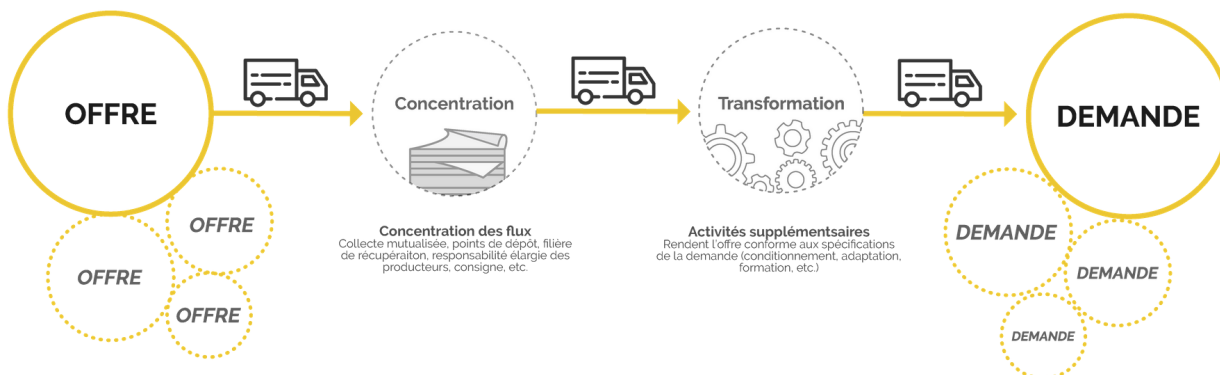 OFFRE
Concentration
Transformation
DEMANDE
OFFRE
OFFRE
OFFRE
Concentration des flux
Collecte mutualisée, points de dépôt, filière
de récupéraiton, responsabilité élargie des
producteurs, consigne, etc.
Activités supplémentaires
Rendent l'offre conforme aux spécifications
de la demande (conditionnement, adaptation,
formation, etc.)
DEMANDE
DEMANDE
DEMANDE